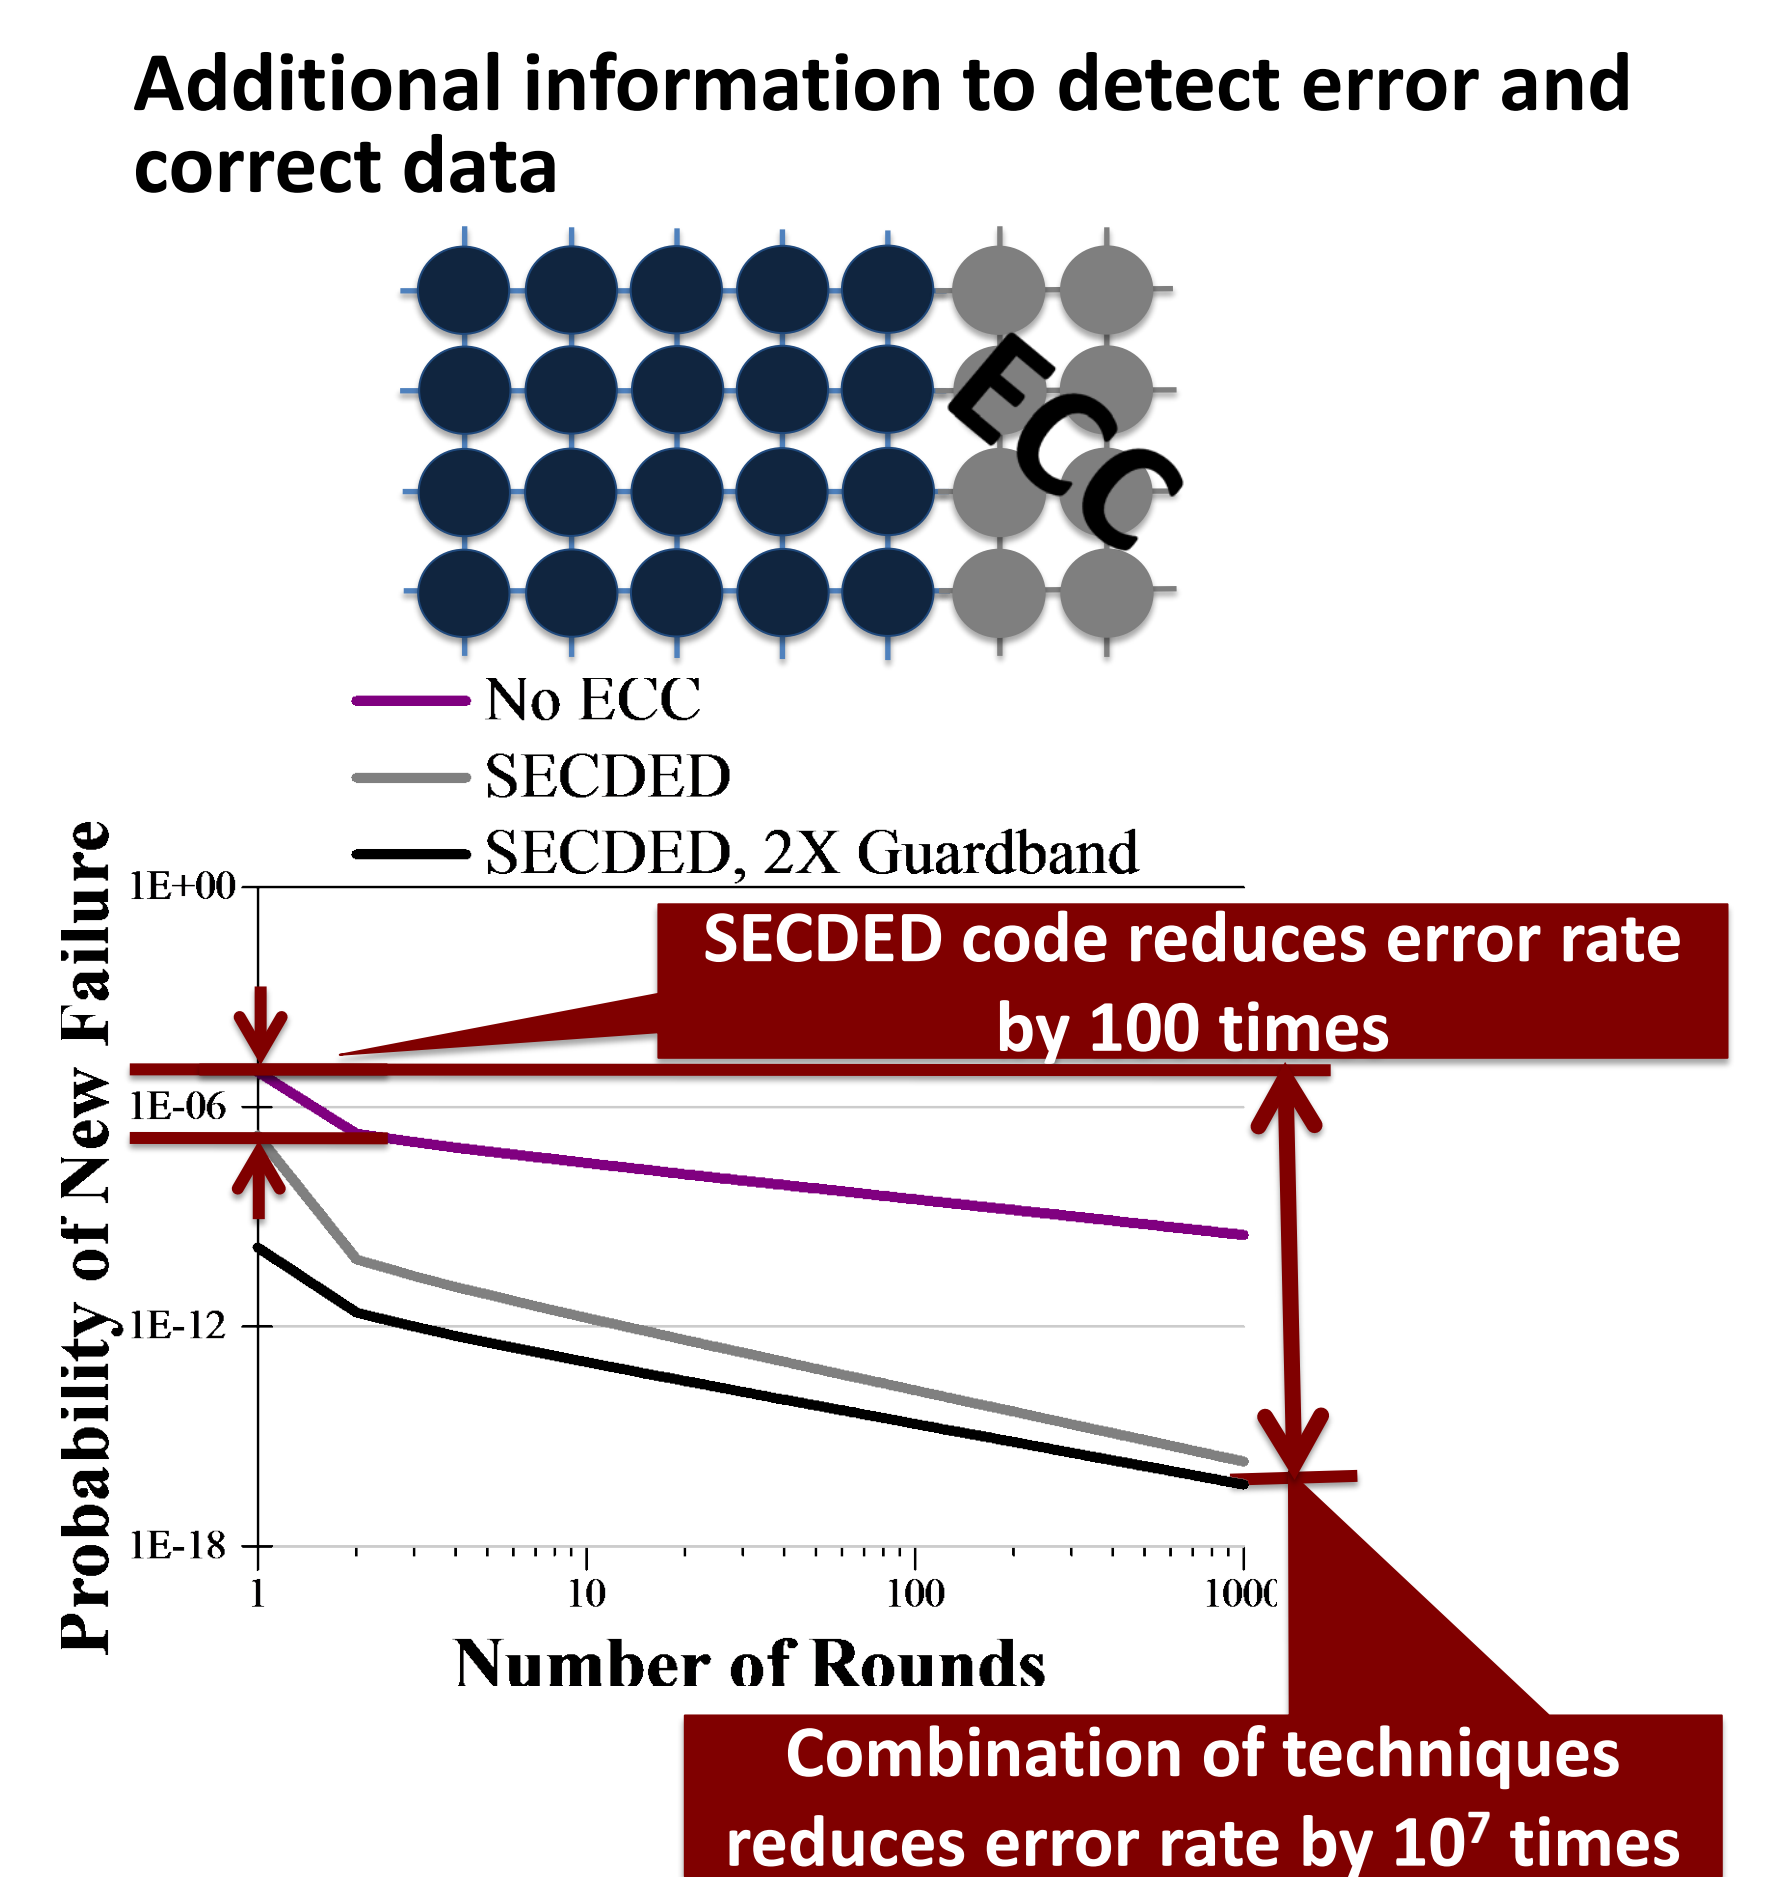 Additional information to detect error and
correct data
ECC
No ECC
SECDED
SECDED, 2X Guardband
Probability of New Failure
1E+00
SECDED code reduces error rate
by 100 times
1E-06
1E-12
1E-18
1 10 100 1000
Number of Rounds
Combination of techniques
reduces error rate by 10⁷ times